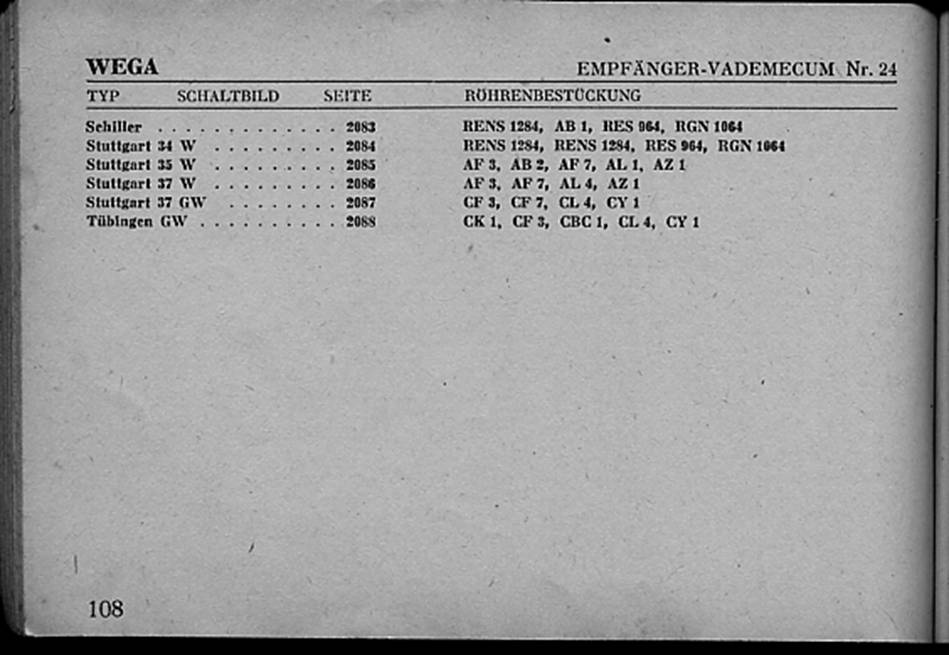 WEGA EMPFÄNGER-VADEMECUM Nr. 24
TYP SCHALTBILD SEITE RÖHRENBESTÜCKUNG
Schiller . . . . . . . . . . . . . 2083 RENS 1284, AB 1, RES 964, RGN 1064
Stuttgart 34 W . . . . . . . . . 2084 RENS 1284, RENS 1284, RES 964, RGN 1064
Stuttgart 35 W . . . . . . . . . 2085 AF 3, AB 2, AF 7, AL 1, AZ 1
Stuttgart 37 W . . . . . . . . . 2086 AF 3, AF 7, AL 4, AZ 1
Stuttgart 37 GW . . . . . . . . 2087 CF 3, CF 7, CL 4, CY 1
Tübingen GW . . . . . . . . . . 2088 CK 1, CF 3, CBC 1, CL 4, CY 1
108